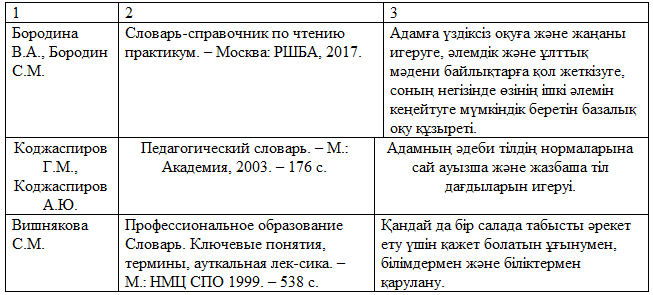 1 2 3
Бородина
В.А., Бородин
С.М.
Словарь-справочник по чтению
практикум. – Москва: РШБА, 2017.
Адамға үздіксіз оқуға және жаңаны
игеруге, әлемдік және ұлттық
мәдени байлықтарға қол жеткізуге,
соның негізінде өзінің ішкі әлемін
кеңейтуге мүмкіндік беретін базалық
оқу құзыреті.
Коджаспиров
Г.М.,
Коджаспиров
А.Ю.
Педагогический словарь. – М.:
Академия, 2003. – 176 с.
Адамның әдеби тілдің нормаларына
сай ауызша және жазбаша тіл
дағдыларын игеруі.
Вишнякова
С.М.
Профессиональное образование
Словарь. Ключевые понятия,
термины, ауткальная лек-сика. –
М.: НМЦ СПО 1999. – 538 с.
Қандай да бір салада табысты әрекет
ету үшін қажет болатын ұғынумен,
білімдермен және біліктермен
қарулану.